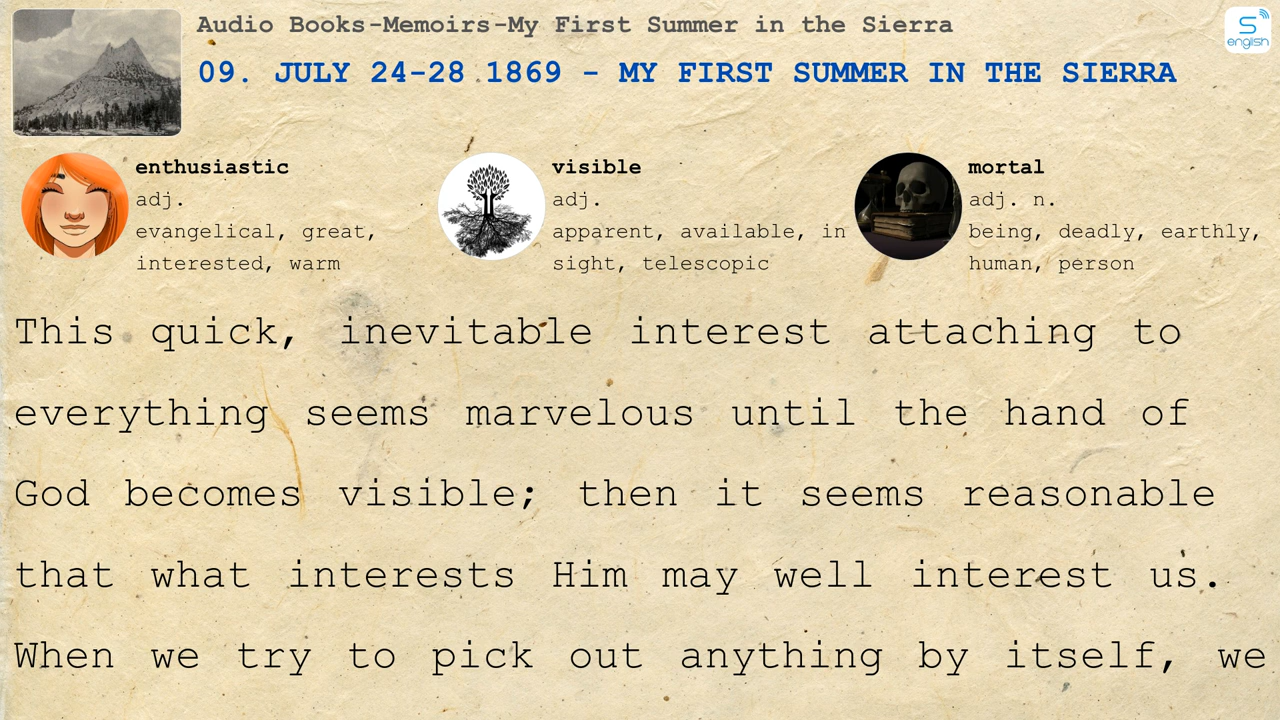 Audio Books-Memoirs-My First Summer in the Sierra
09. JULY 24-28 1869 - MY FIRST SUMMER IN THE SIERRA
S
english
enthusiastic
adj.
evangelical, great,
interested, warm
visible
adj.
apparent, available, in
sight, telescopic
mortal
adj. n.
being, deadly, earthly,
human, person
This quick, inevitable interest attaching to
everything seems marvelous until the hand of
God becomes visible; then it seems reasonable
that what interests Him may well interest us.
When we try to pick out anything by itself, we